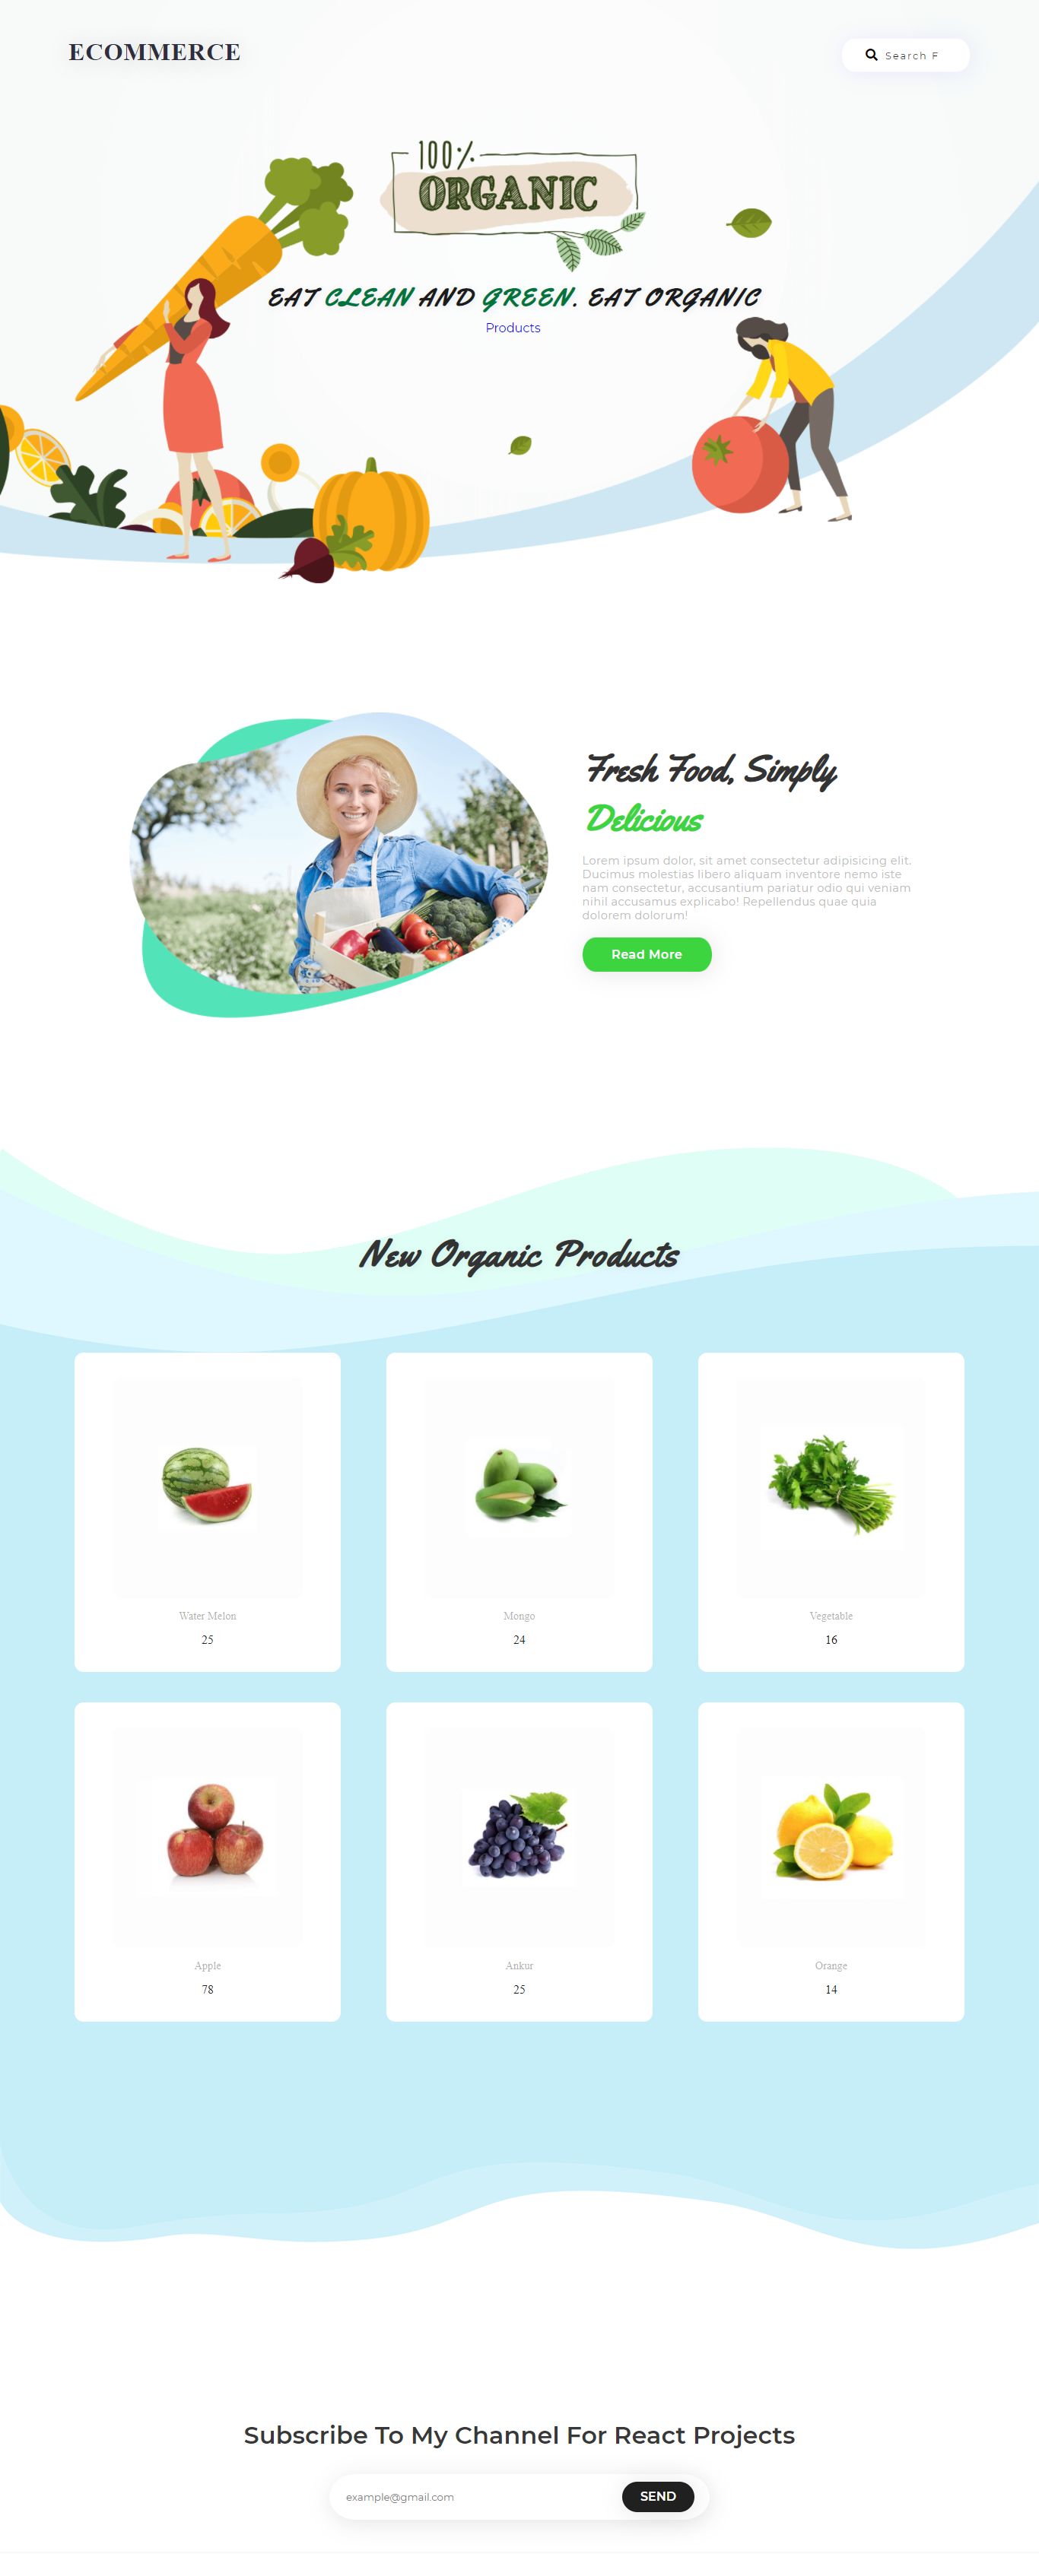 ECOMMERCE
Search F
100%
ORGANIC
EAT CLEAN AND GREEN. EAT ORGANIC
Products
Fresh Food, Simply
Delicious
Lorem ipsum dolor, sit amet consectetur adipisicing elit.
Ducimus molestias libero aliquam inventore nemo iste
nam consectetur, accusantium pariatur odio qui veniam
nihil accusamus explicabo! Repellendus quae quia
dolorem dolorum!
Read More
New Organic Products
Water Melon
25
Mongo
24
Vegetable
16
Apple
78
Ankur
25
Orange
14
Subscribe To My Channel For React Projects
example@gmail.com
SEND